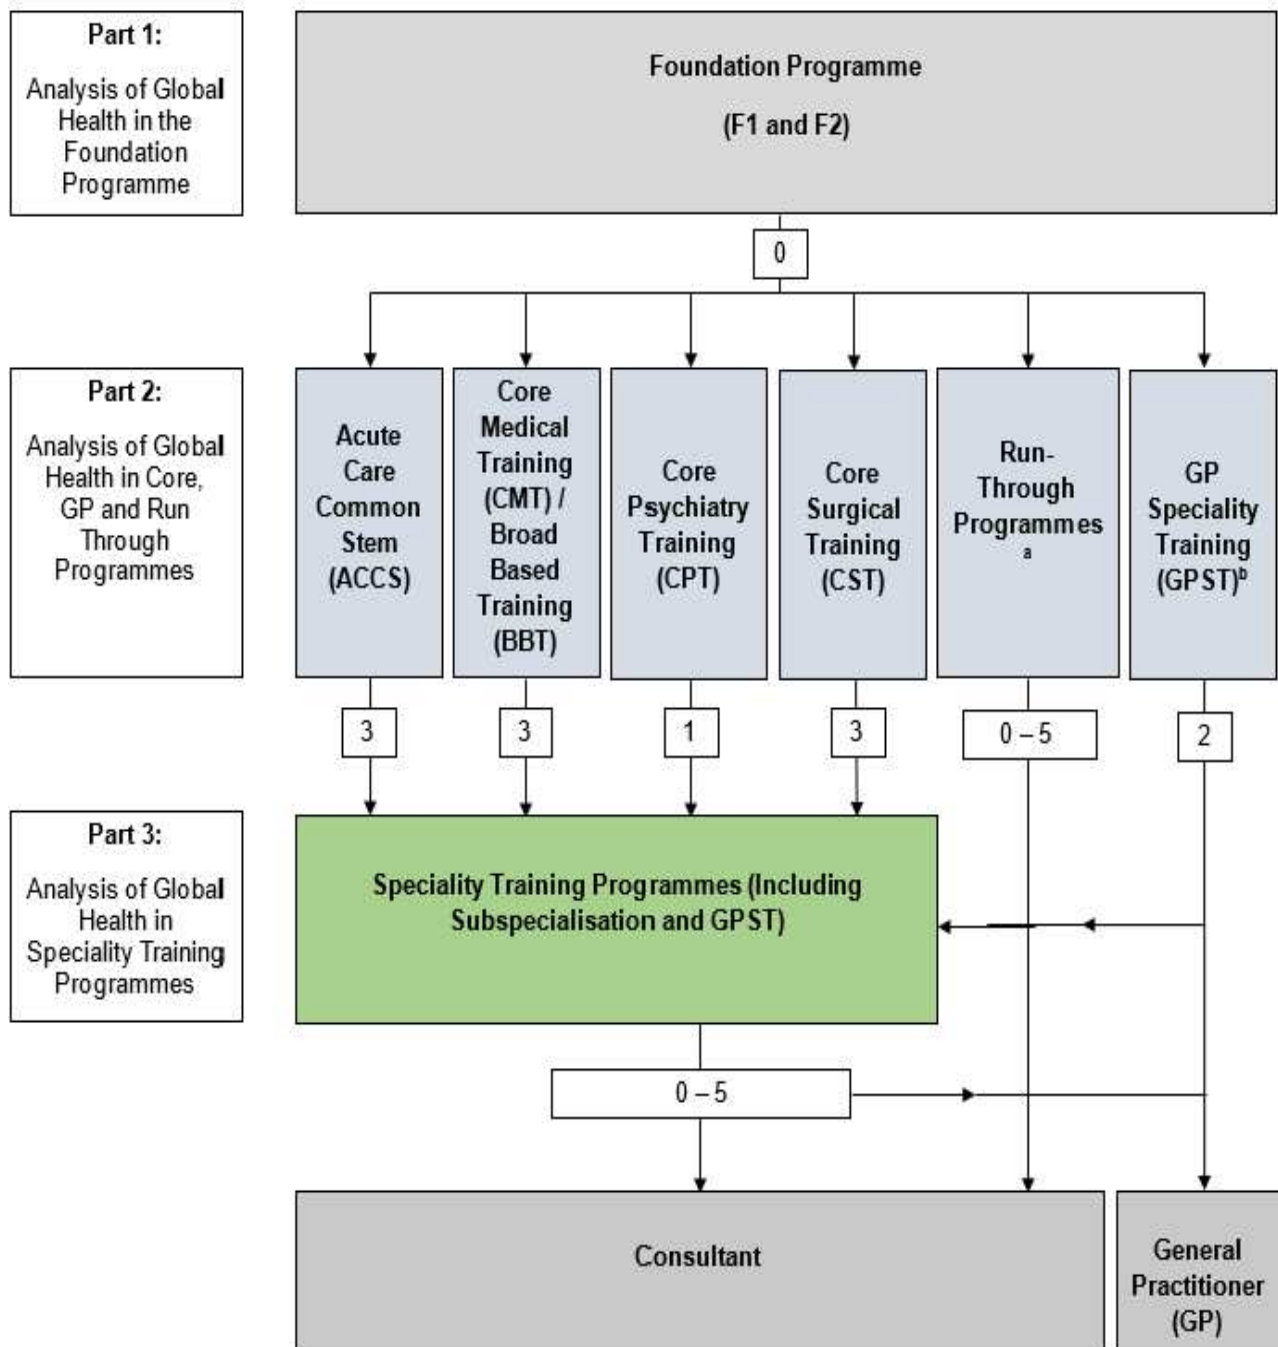 Part 1:
Analysis of Global
Health in the
Foundation
Programme
Foundation Programme
(F1 and F2)
0
Part 2:
Analysis of Global
Health in Core,
GP and Run
Through
Programmes
Acute
Care
Common
Stem
(ACCS)
Core
Medical
Training
(CMT) /
Broad
Based
Training
(BBT)
Core
Psychiatry
Training
(CPT)
Core
Surgical
Training
(CST)
Run-
Through
Programmes
a
GP
Speciality
Training
(GPST)b
3
3
1
3
0 – 5
2
Part 3:
Analysis of Global
Health in
Speciality Training
Programmes
Speciality Training Programmes (Including
Subspecialisation and GPST)
0 – 5
Consultant
General
Practitioner
(GP)